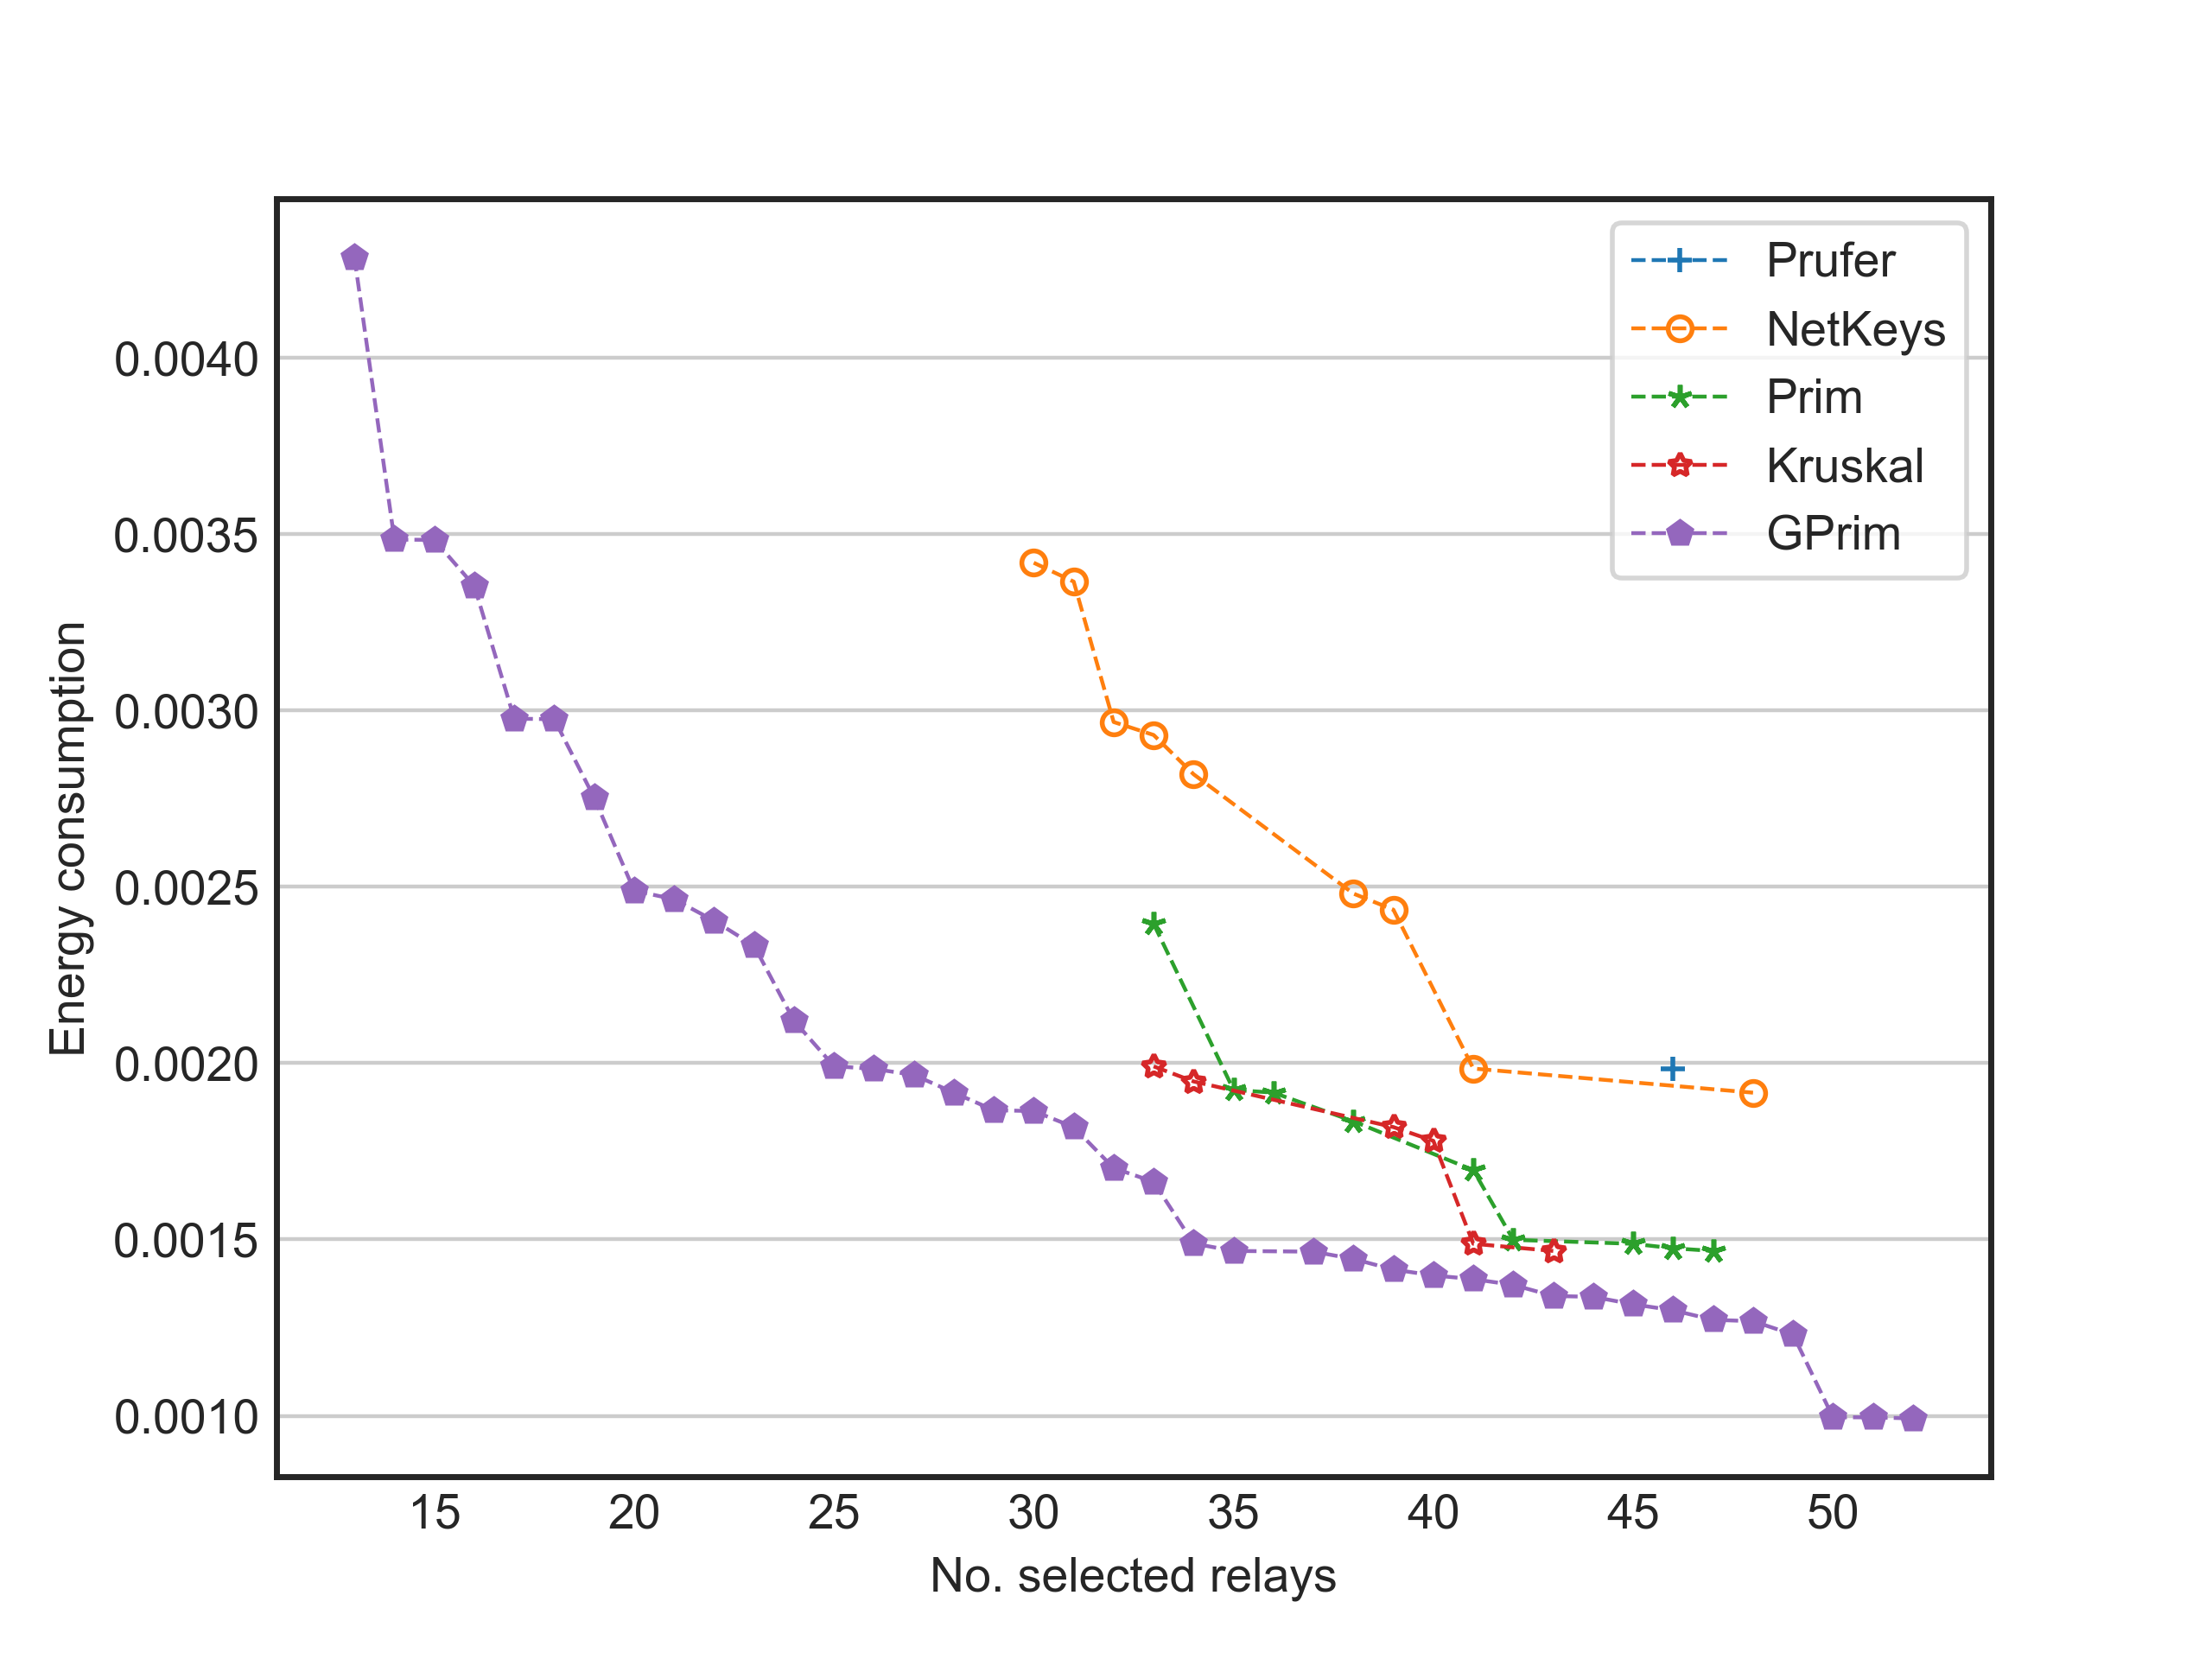 Prufer
NetKeys
Prim
Kruskal
GPrim
Energy consumption
0.0040
0.0035
0.0030
0.0025
0.0020
0.0015
0.0010
15 20 25 30 35 40 45 50
No. selected relays